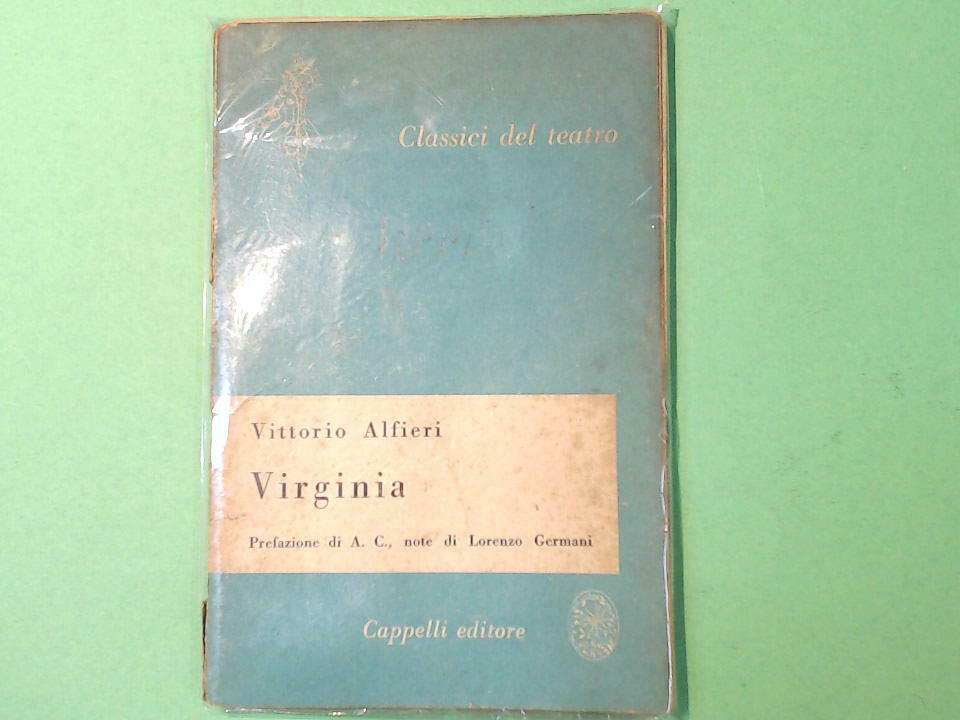 Classici del teatro
Vittorio Alfieri
Virginia
Prefazione di A. C., note di Lorenzo Germani
Cappelli editore